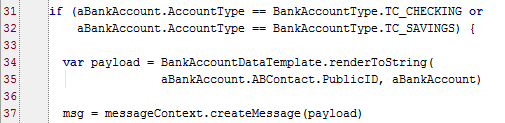 31 if (aBankAccount.AccountType == BankAccountType.TC_CHECKING or
32 aBankAccount.AccountType == BankAccountType.TC_SAVINGS) {
33
34 var payload = BankAccountDataTemplate.renderToString(
35 aBankAccount.ABContact.PublicID, aBankAccount)
36
37 msg = messageContext.createMessage(payload)